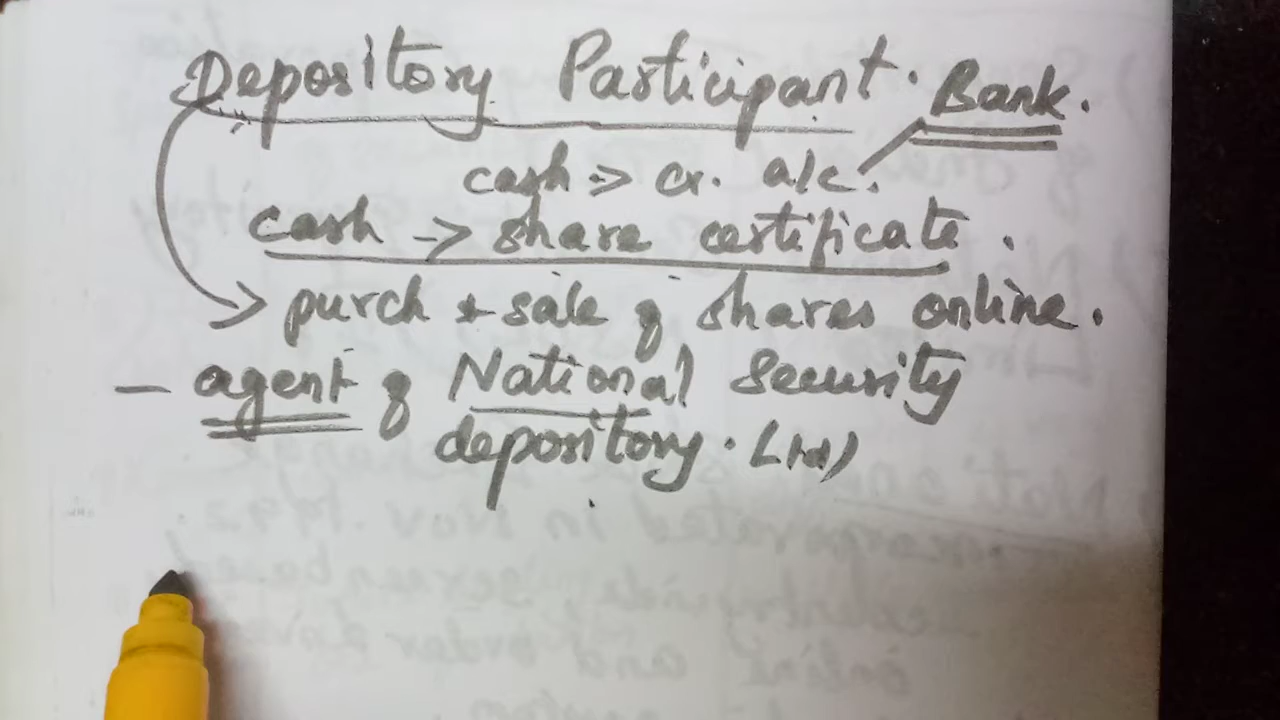 Depository Participant. Bank.
cash -> cr. a/c.
cash -> share certificate.
-> purch & sale of shares online.
- agent of National Security
depository. Ltd)